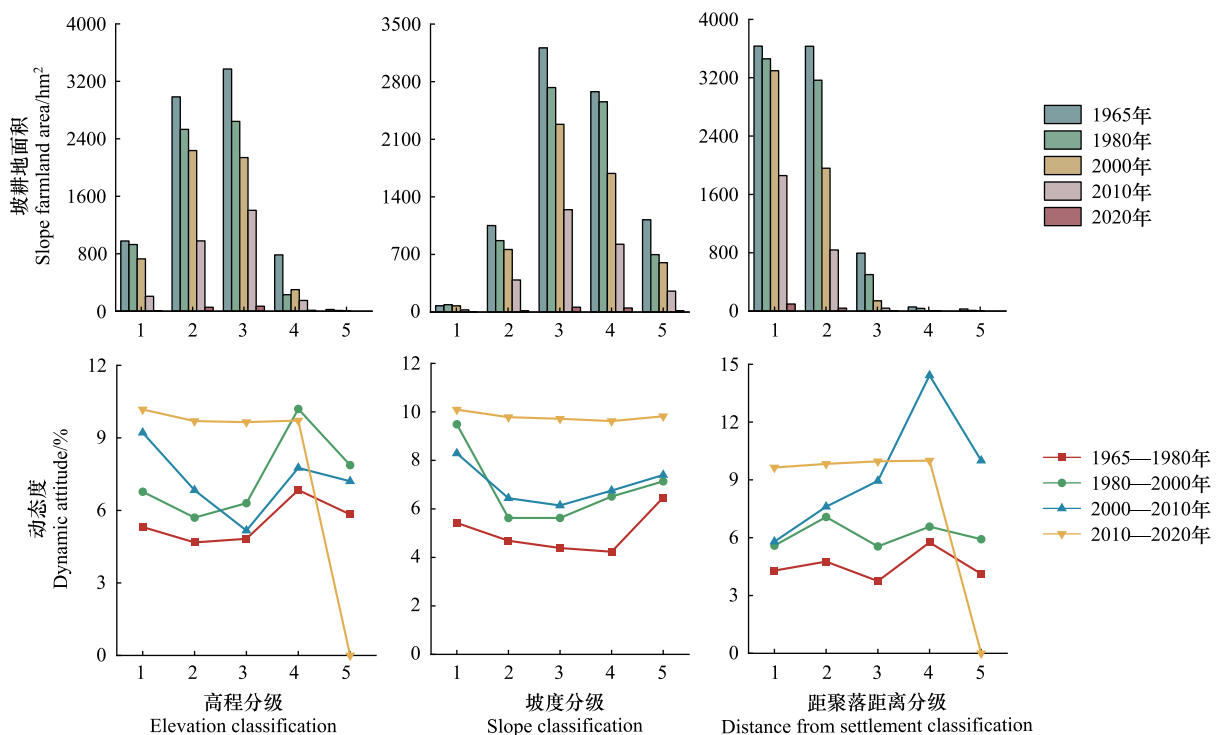 坡耕地面积
Slope farmland area/hm²
4000
3200
2400
1600
800
0
1 2 3 4 5
3500
2800
2100
1400
700
0
1 2 3 4 5
4000
3200
2400
1600
800
0
1 2 3 4 5
1965年
1980年
2000年
2010年
2020年
动态度
Dynamic attitude/%
12
9
6
3
0
1 2 3 4 5
高程分级
Elevation classification
12
10
8
6
4
2
0
1 2 3 4 5
坡度分级
Slope classification
15
12
9
6
3
0
1 2 3 4 5
距聚落距离分级
Distance from settlement classification
1965—1980年
1980—2000年
2000—2010年
2010—2020年